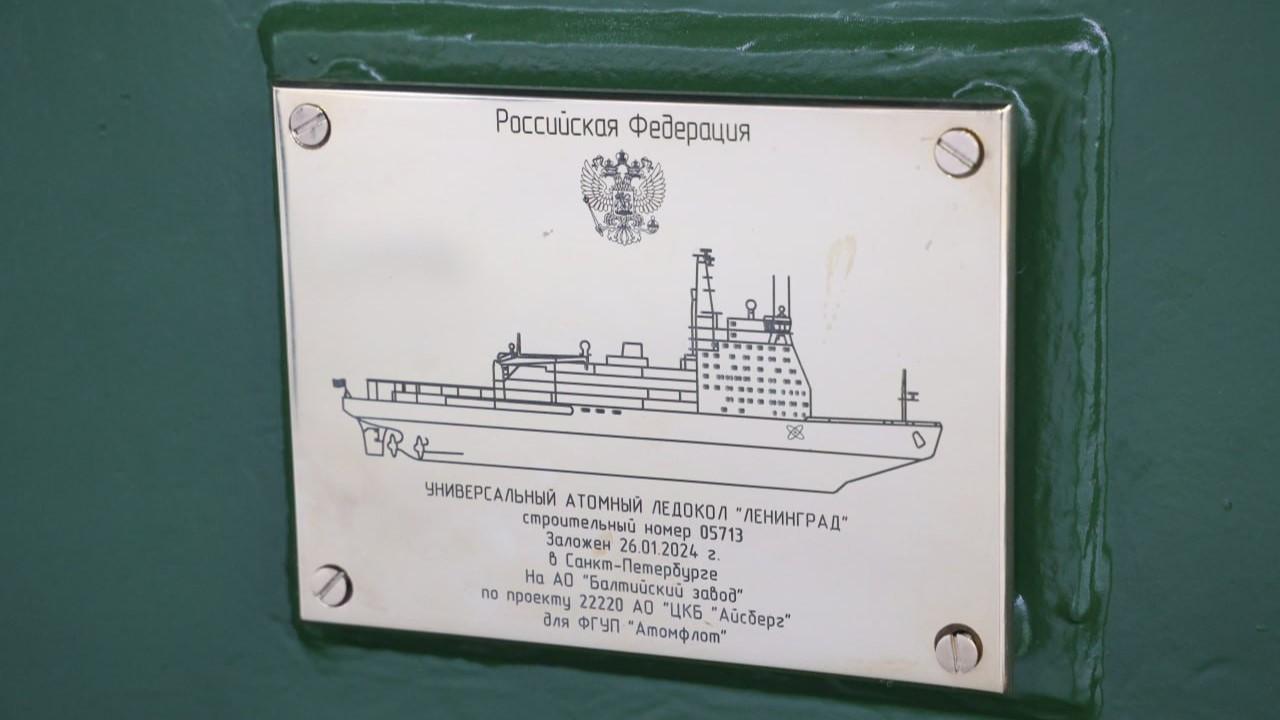 Российская Федерация
УНИВЕРСАЛЬНЫЙ АТОМНЫЙ ЛЕДОКОЛ "ЛЕНИНГРАД"
строительный номер 05713
Заложен 26.01.2024 г.
в Санкт-Петербурге
На АО "Балтийский завод"
по проекту 22220 АО "ЦКБ "Айсберг"
для ФГУП "Атомфлот"